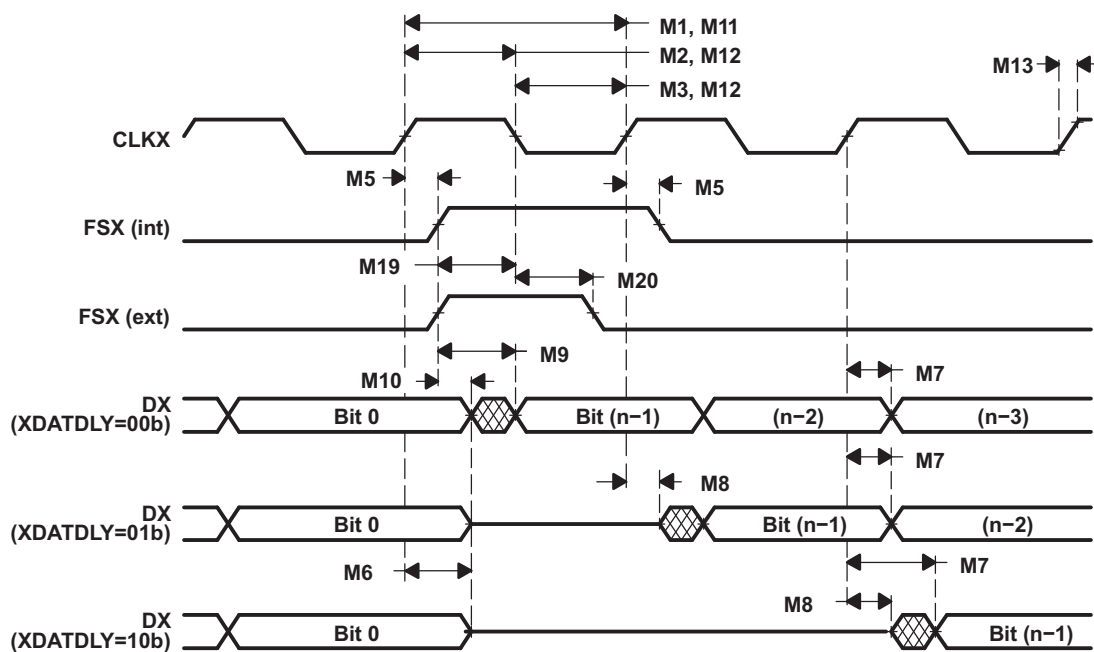 M1, M11
M2, M12
M13
M3, M12
CLKX
M5
M5
FSX (int)
M19
M20
FSX (ext)
M9
M10
M7
DX
(XDATDLY=00b)
Bit 0
Bit (n−1)
(n−2)
(n−3)
M7
M8
DX
(XDATDLY=01b)
Bit 0
Bit (n−1)
(n−2)
M6
M7
M8
DX
(XDATDLY=10b)
Bit 0
Bit (n−1)